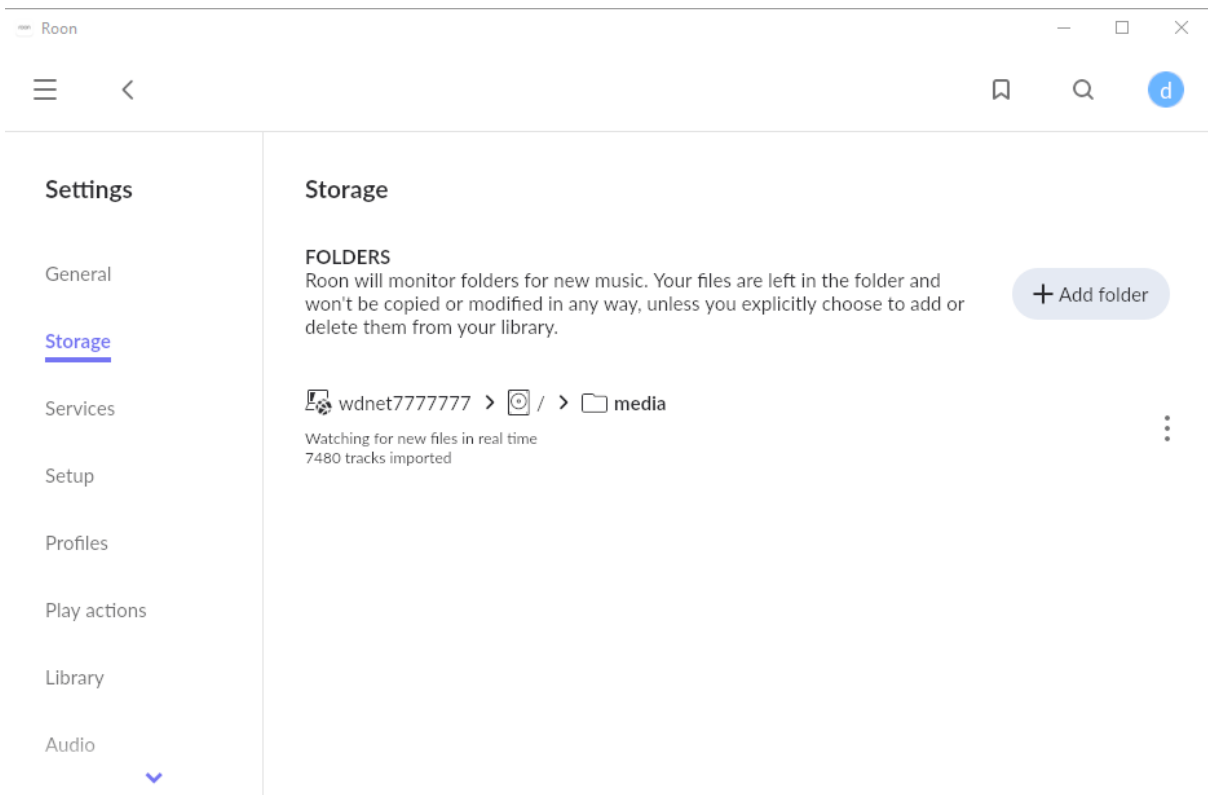 Roon
d
Settings
General
Storage
Services
Setup
Profiles
Play actions
Library
Audio
Storage
FOLDERS
Roon will monitor folders for new music. Your files are left in the folder and
won't be copied or modified in any way, unless you explicitly choose to add or
delete them from your library.
+ Add folder
wdnet7777777 > / > media
Watching for new files in real time
7480 tracks imported